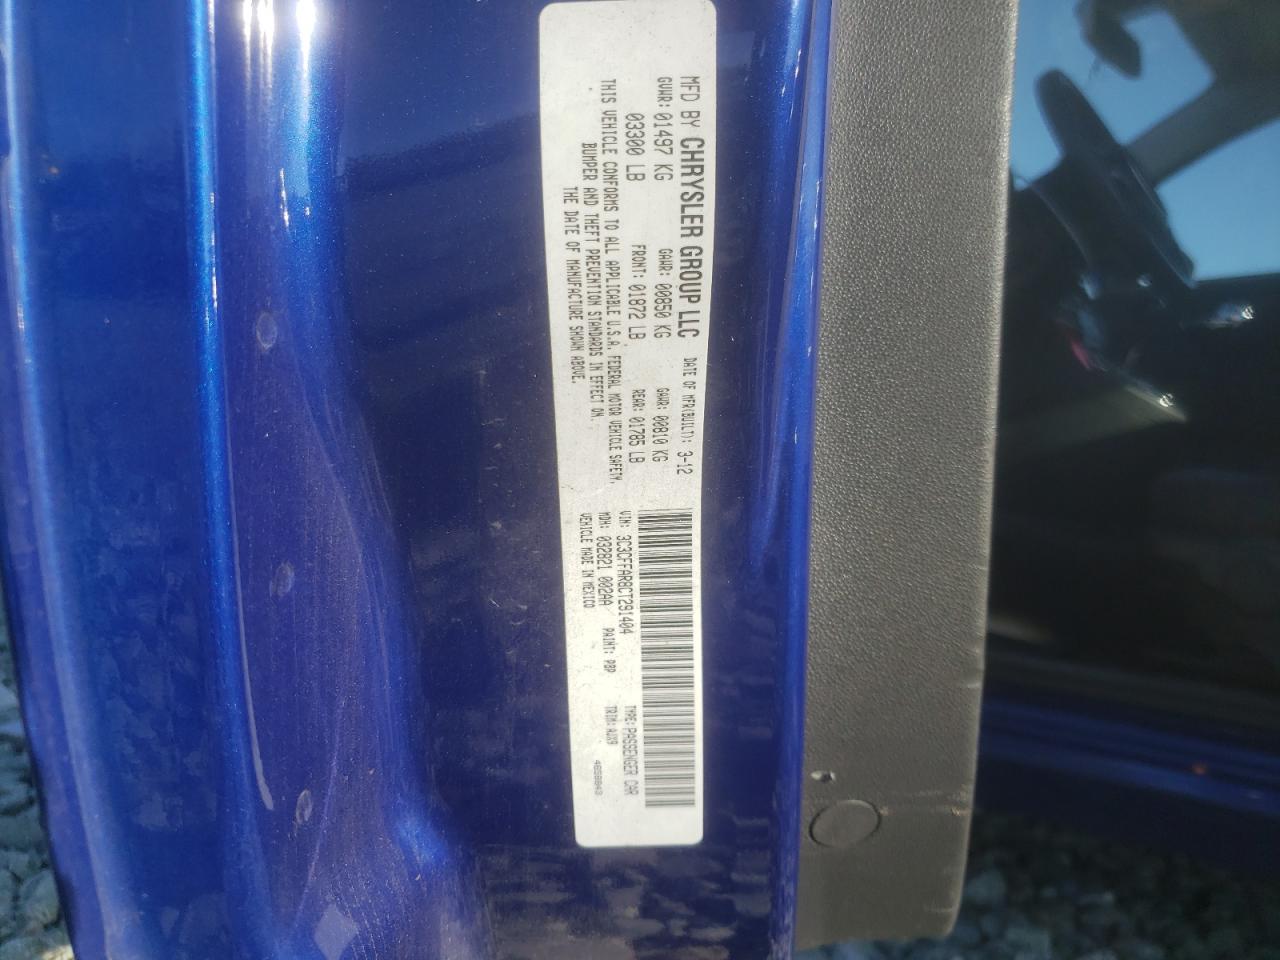 MFD BY CHRYSLER GROUP LLC DATE OF MFR(BUILT): 3-12
GVWR: 01497 KG GAWR: 00850 KG GAWR: 00810 KG
03300 LB FRONT: 01872 LB REAR: 01785 LB
THIS VEHICLE CONFORMS TO ALL APPLICABLE U.S.A. FEDERAL MOTOR VEHICLE SAFETY,
BUMPER AND THEFT PREVENTION STANDARDS IN EFFECT ON
THE DATE OF MANUFACTURE SHOWN ABOVE.
VIN: 3C3CFFAR8CT291404 TYPE: PASSENGER CAR
MDH: 032821 002AA PAINT: PBP TRIM: AJX9
VEHICLE MADE IN MEXICO